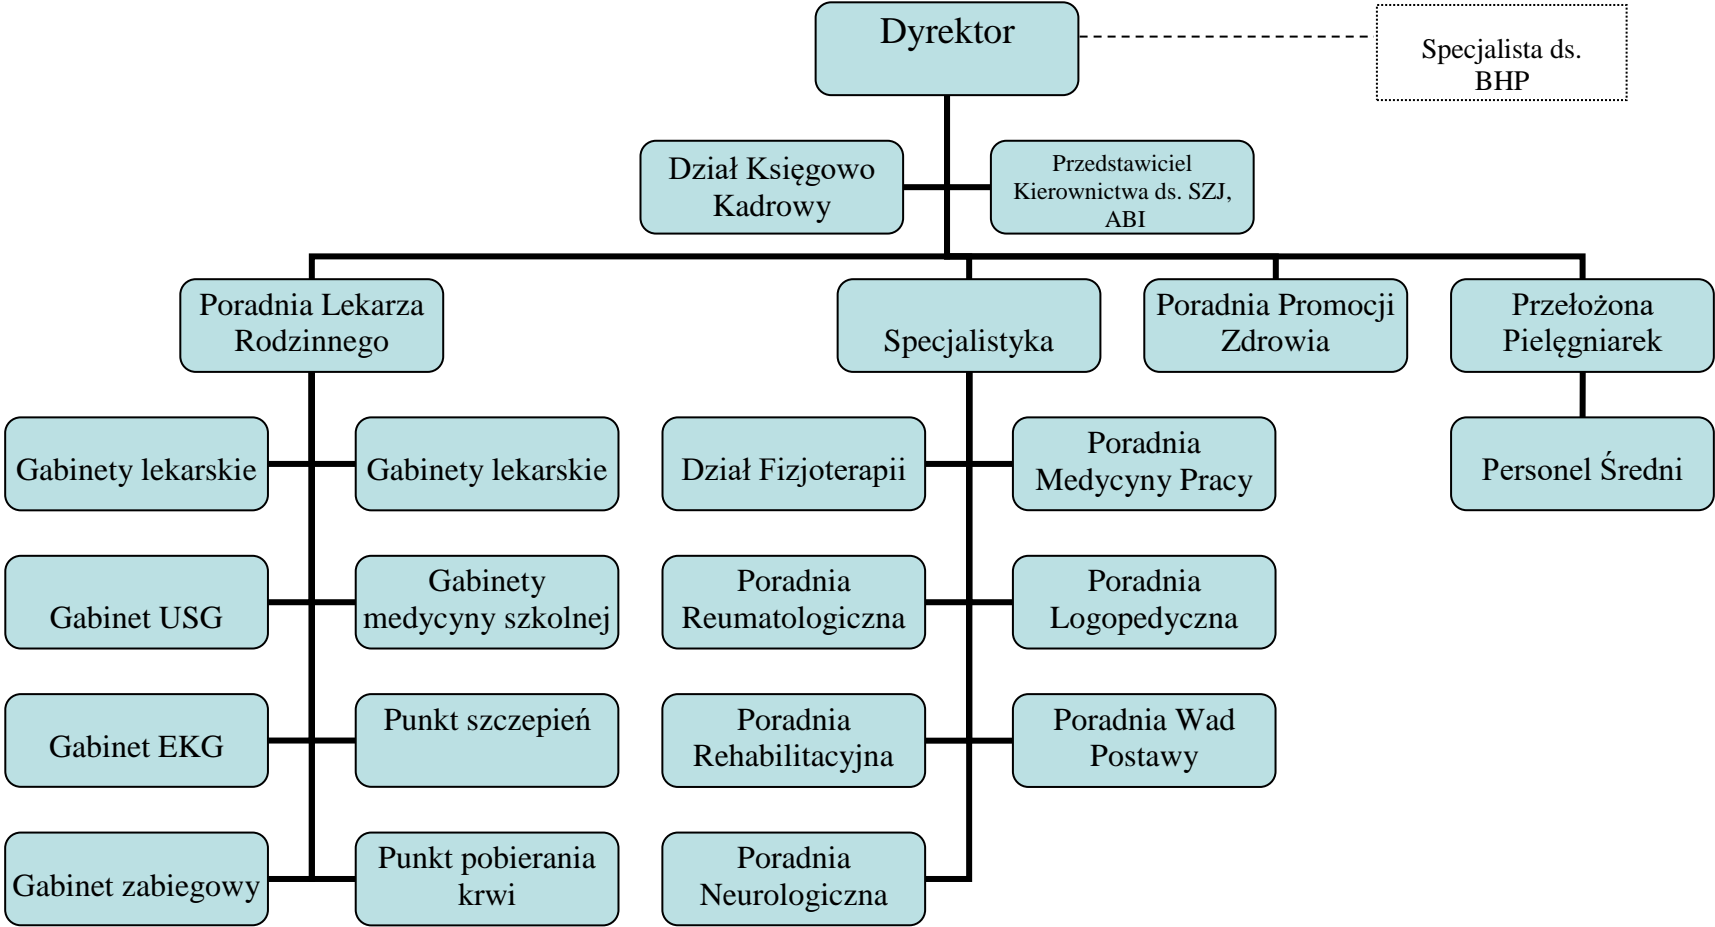 Dyrektor
Specjalista ds.
BHP
Dział Księgowo
Kadrowy
Przedstawiciel
Kierownictwa ds. SZJ,
ABI
Poradnia Lekarza
Rodzinnego
Specjalistyka
Poradnia Promocji
Zdrowia
Przełożona
Pielęgniarek
Gabinety lekarskie
Gabinety lekarskie
Dział Fizjoterapii
Poradnia
Medycyny Pracy
Personel Średni
Gabinet USG
Gabinety
medycyny szkolnej
Poradnia
Reumatologiczna
Poradnia
Logopedyczna
Gabinet EKG
Punkt szczepień
Poradnia
Rehabilitacyjna
Poradnia Wad
Postawy
Gabinet zabiegowy
Punkt pobierania
krwi
Poradnia
Neurologiczna